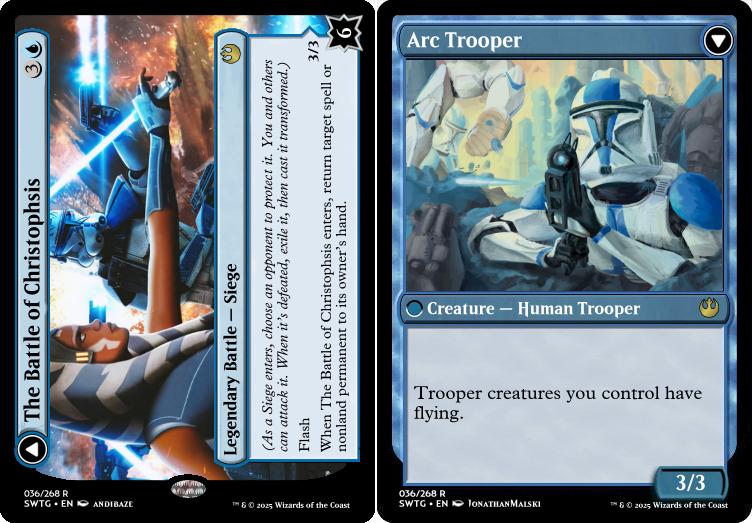 The Battle of Christophsis
3
Legendary Battle — Siege
(As a Siege enters, choose an opponent to protect it. You and others
can attack it. When it's defeated, exile it, then cast it transformed.)
Flash
When The Battle of Christophsis enters, return target spell or
nonland permanent to its owner's hand.
3/3
6
036/268 R
SWTG • EN ANDIBAZE
™ & © 2025 Wizards of the Coast
Arc Trooper
Creature — Human Trooper
Trooper creatures you control have
flying.
3/3
036/268 R
SWTG • EN JONATHANMALSKI
™ & © 2025 Wizards of the Coast